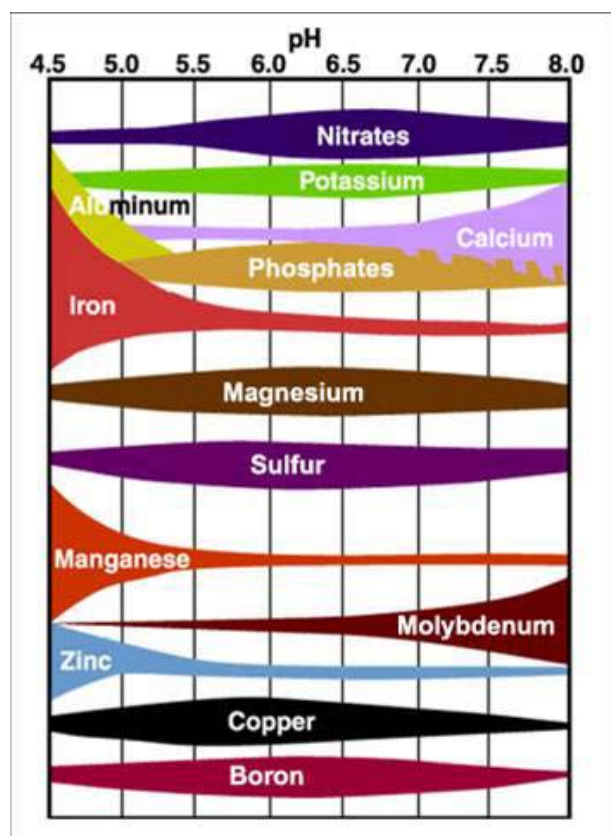 pH
4.5 5.0 5.5 6.0 6.5 7.0 7.5 8.0
Nitrates
Potassium
Aluminum
Calcium
Phosphates
Iron
Magnesium
Sulfur
Manganese
Molybdenum
Zinc
Copper
Boron